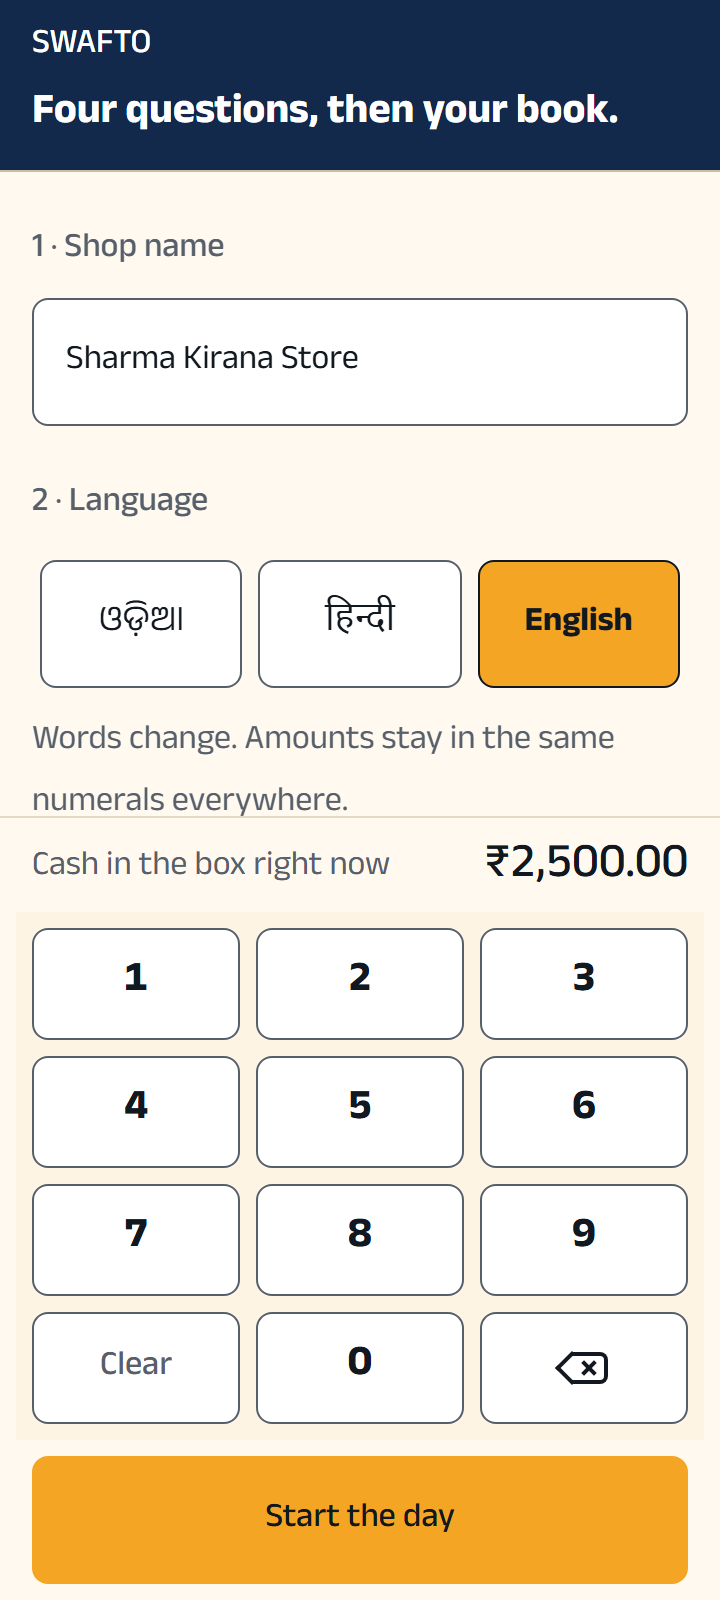 SWAFTO
Four questions, then your book.
1 · Shop name
Sharma Kirana Store
2 · Language
ଓଡ଼ିଆ
हिन्दी
English
Words change. Amounts stay in the same
numerals everywhere.
Cash in the box right now
₹2,500.00
1
2
3
4
5
6
7
8
9
Clear
0
Start the day